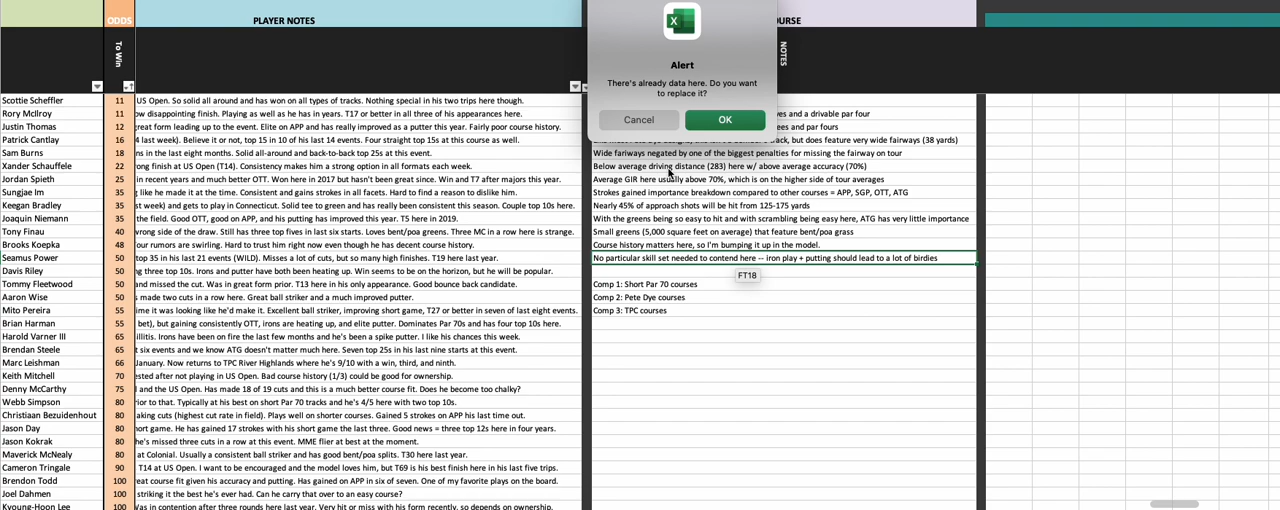 ODDS
PLAYER NOTES
To Win
NOTES
Alert
There's already data here. Do you want
to replace it?
Cancel
OK
Scottie Scheffler 11 US Open. So solid all around and has won on all types of tracks. Nothing special in his two trips here though.
Rory McIlroy 11 ow disappointing finish. Playing as well as he has in years. T17 or better in all three of his appearances here. ves and a drivable par four
Justin Thomas 12 great form leading up to the event. Elite on APP and has really improved as a putter this year. Fairly poor course history. ees and par fours
Patrick Cantlay 16 4 last week). Believe it or not, top 15 in 10 of his last 14 events. Four straight top 15s at this course as well. but does feature very wide fairways (38 yards)
Sam Burns 18 ns in the last eight months. Solid all-around and back-to-back top 25s at this event. Wide fariways negated by one of the biggest penalties for missing the fairway on tour
Xander Schauffele 22 ong finish at Open (T14). Consistency makes him a strong option in all formats each week. Below average driving distance (283) here w/ above average accuracy (70%)
Jordan Spieth 25 in recent years and much better OTT. Won here in 2017 but hasn't been great since. Win and T7 after majors this year. Average GIR here usually above 70%, which is on the higher side of tour averages
Sungjae Im 35 g like he made it at the time. Consistent and gains strokes in all facets. Hard to find a reason to dislike him. Strokes gained importance breakdown compared to other courses = APP, SGP, OTT, ATG
Keegan Bradley 35 st week) and gets to play in Connecticut. Solid tee to green and has really been consistent this season. Couple top 10s here. Nearly 45% of approach shots will be hit from 125-175 yards
Joaquin Niemann 35 the field. Good OTT, good on APP, and his putting has improved this year. T5 here in 2019. With the greens being so easy to hit and with scrambling being easy here, ATG has very little importance
Tony Finau 40 wrong side of the draw. Still has three top fives in last six starts. Loves bent/poa greens. Three MC in a row here is strange. Small greens (5,000 square feet on average) that feature bent/poa grass
Brooks Koepka 48 our rumors are swirling. Hard to trust him right now even though he has decent course history. Course history matters here, so I'm bumping it up in the model.
Seamus Power 50 top 35 in his last 21 events (WILD). Misses a lot of cuts, but so many high finishes. T19 here last year. No particular skill set needed to contend here -- iron play + putting should lead to a lot of birdies
FT18
Davis Riley 50 ng three top 10s. Irons and putter have both been heating up. Win seems to be on the horizon, but he will be popular.
Tommy Fleetwood 50 and missed the cut. Was in great form prior. T13 here in his only appearance. Good bounce back candidate. Comp 1: Short Par 70 courses
Aaron Wise 50 s made two cuts in a row here. Great ball striker and a much improved putter. Comp 2: Pete Dye courses
Mito Pereira 55 ime it was looking like he'd make it. Excellent ball striker, improving short game, T27 or better in seven of last eight events. Comp 3: TPC courses
Brian Harman 55 bet), but gaining consistently OTT, irons are heating up, and elite putter. Dominates Par 70s and has four top 10s here.
Harold Varner III 65 illitis. Irons have been on fire the last few months and he's been a spike putter. I like his chances this week.
Brendan Steele 65 t six events and we know ATG doesn't matter much here. Seven top 25s in his last nine starts at this event.
Marc Leishman 66 January. Now returns to TPC River Highlands where he's 9/10 with a win, third, and ninth.
Keith Mitchell 70 ested after not playing in US Open. Bad course history (1/3) could be good for ownership.
Denny McCarthy 75 l and the US Open. Has made 18 of 19 cuts and this is a much better course fit. Does he become too chalky?
Webb Simpson 80 rior to that. Typically at his best on short Par 70 tracks and he's 4/5 here with two top 10s.
Christiaan Bezuidenhout 80 aking cuts (highest cut rate in field). Plays well on shorter courses. Gained 5 strokes on APP his last time out.
Jason Day 80 hort game. He has gained 17 strokes with his short game the last three. Good news = three top 12s here in four years.
Jason Kokrak 80 he's missed three cuts in a row at this event. MME flier at best at the moment.
Maverick McNealy 80 at Colonial. Usually a consistent ball striker and has good bent/poa splits. T30 here last year.
Cameron Tringale 90 T14 at US Open. I want to be encouraged and the model loves him, but T69 is his best finish here in his last five trips.
Brendon Todd 100 reat course fit given his accuracy and putting. Has gained on APP in six of seven. One of my favorite plays on the board.
Joel Dahmen 100 striking it the best he's ever had. Can he carry that over to an easy course?
Kyoung-Hoon Lee 100 Was in contention after three rounds here last year. Very hit or miss with his form recently, so depends on ownership.